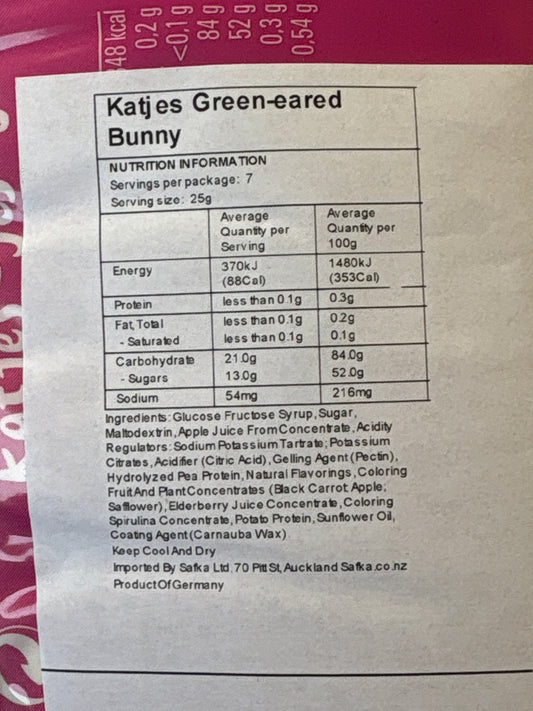 48 kcal
0,2 g
<0,1 g
84 g
52 g
0,3 g
0,54 g
Katjes Green-eared
Bunny
NUTRITION INFORMATION
Servings per package: 7
Serving size: 25g
Average Quantity per Serving	Average Quantity per 100g
Energy	370kJ (88Cal)	1480kJ (353Cal)
Protein	less than 0.1g	0.3g
Fat, Total	less than 0.1g	0.2g
- Saturated	less than 0.1g	0.1g
Carbohydrate	21.0g	84.0g
- Sugars	13.0g	52.0g
Sodium	54mg	216mg
Ingredients: Glucose Fructose Syrup, Sugar,
Maltodextrin, Apple Juice From Concentrate, Acidity
Regulators: Sodium Potassium Tartrate; Potassium
Citrates, Acidifier (Citric Acid), Gelling Agent (Pectin),
Hydrolyzed Pea Protein, Natural Flavorings, Coloring
Fruit And Plant Concentrates (Black Carrot Apple;
Safflower), Elderberry Juice Concentrate, Coloring
Spirulina Concentrate, Potato Protein, Sunflower Oil,
Coating Agent (Carnauba Wax)
Keep Cool And Dry
Imported By Safka Ltd. 70 Pitt St, Auckland Safka.co.nz
Product Of Germany